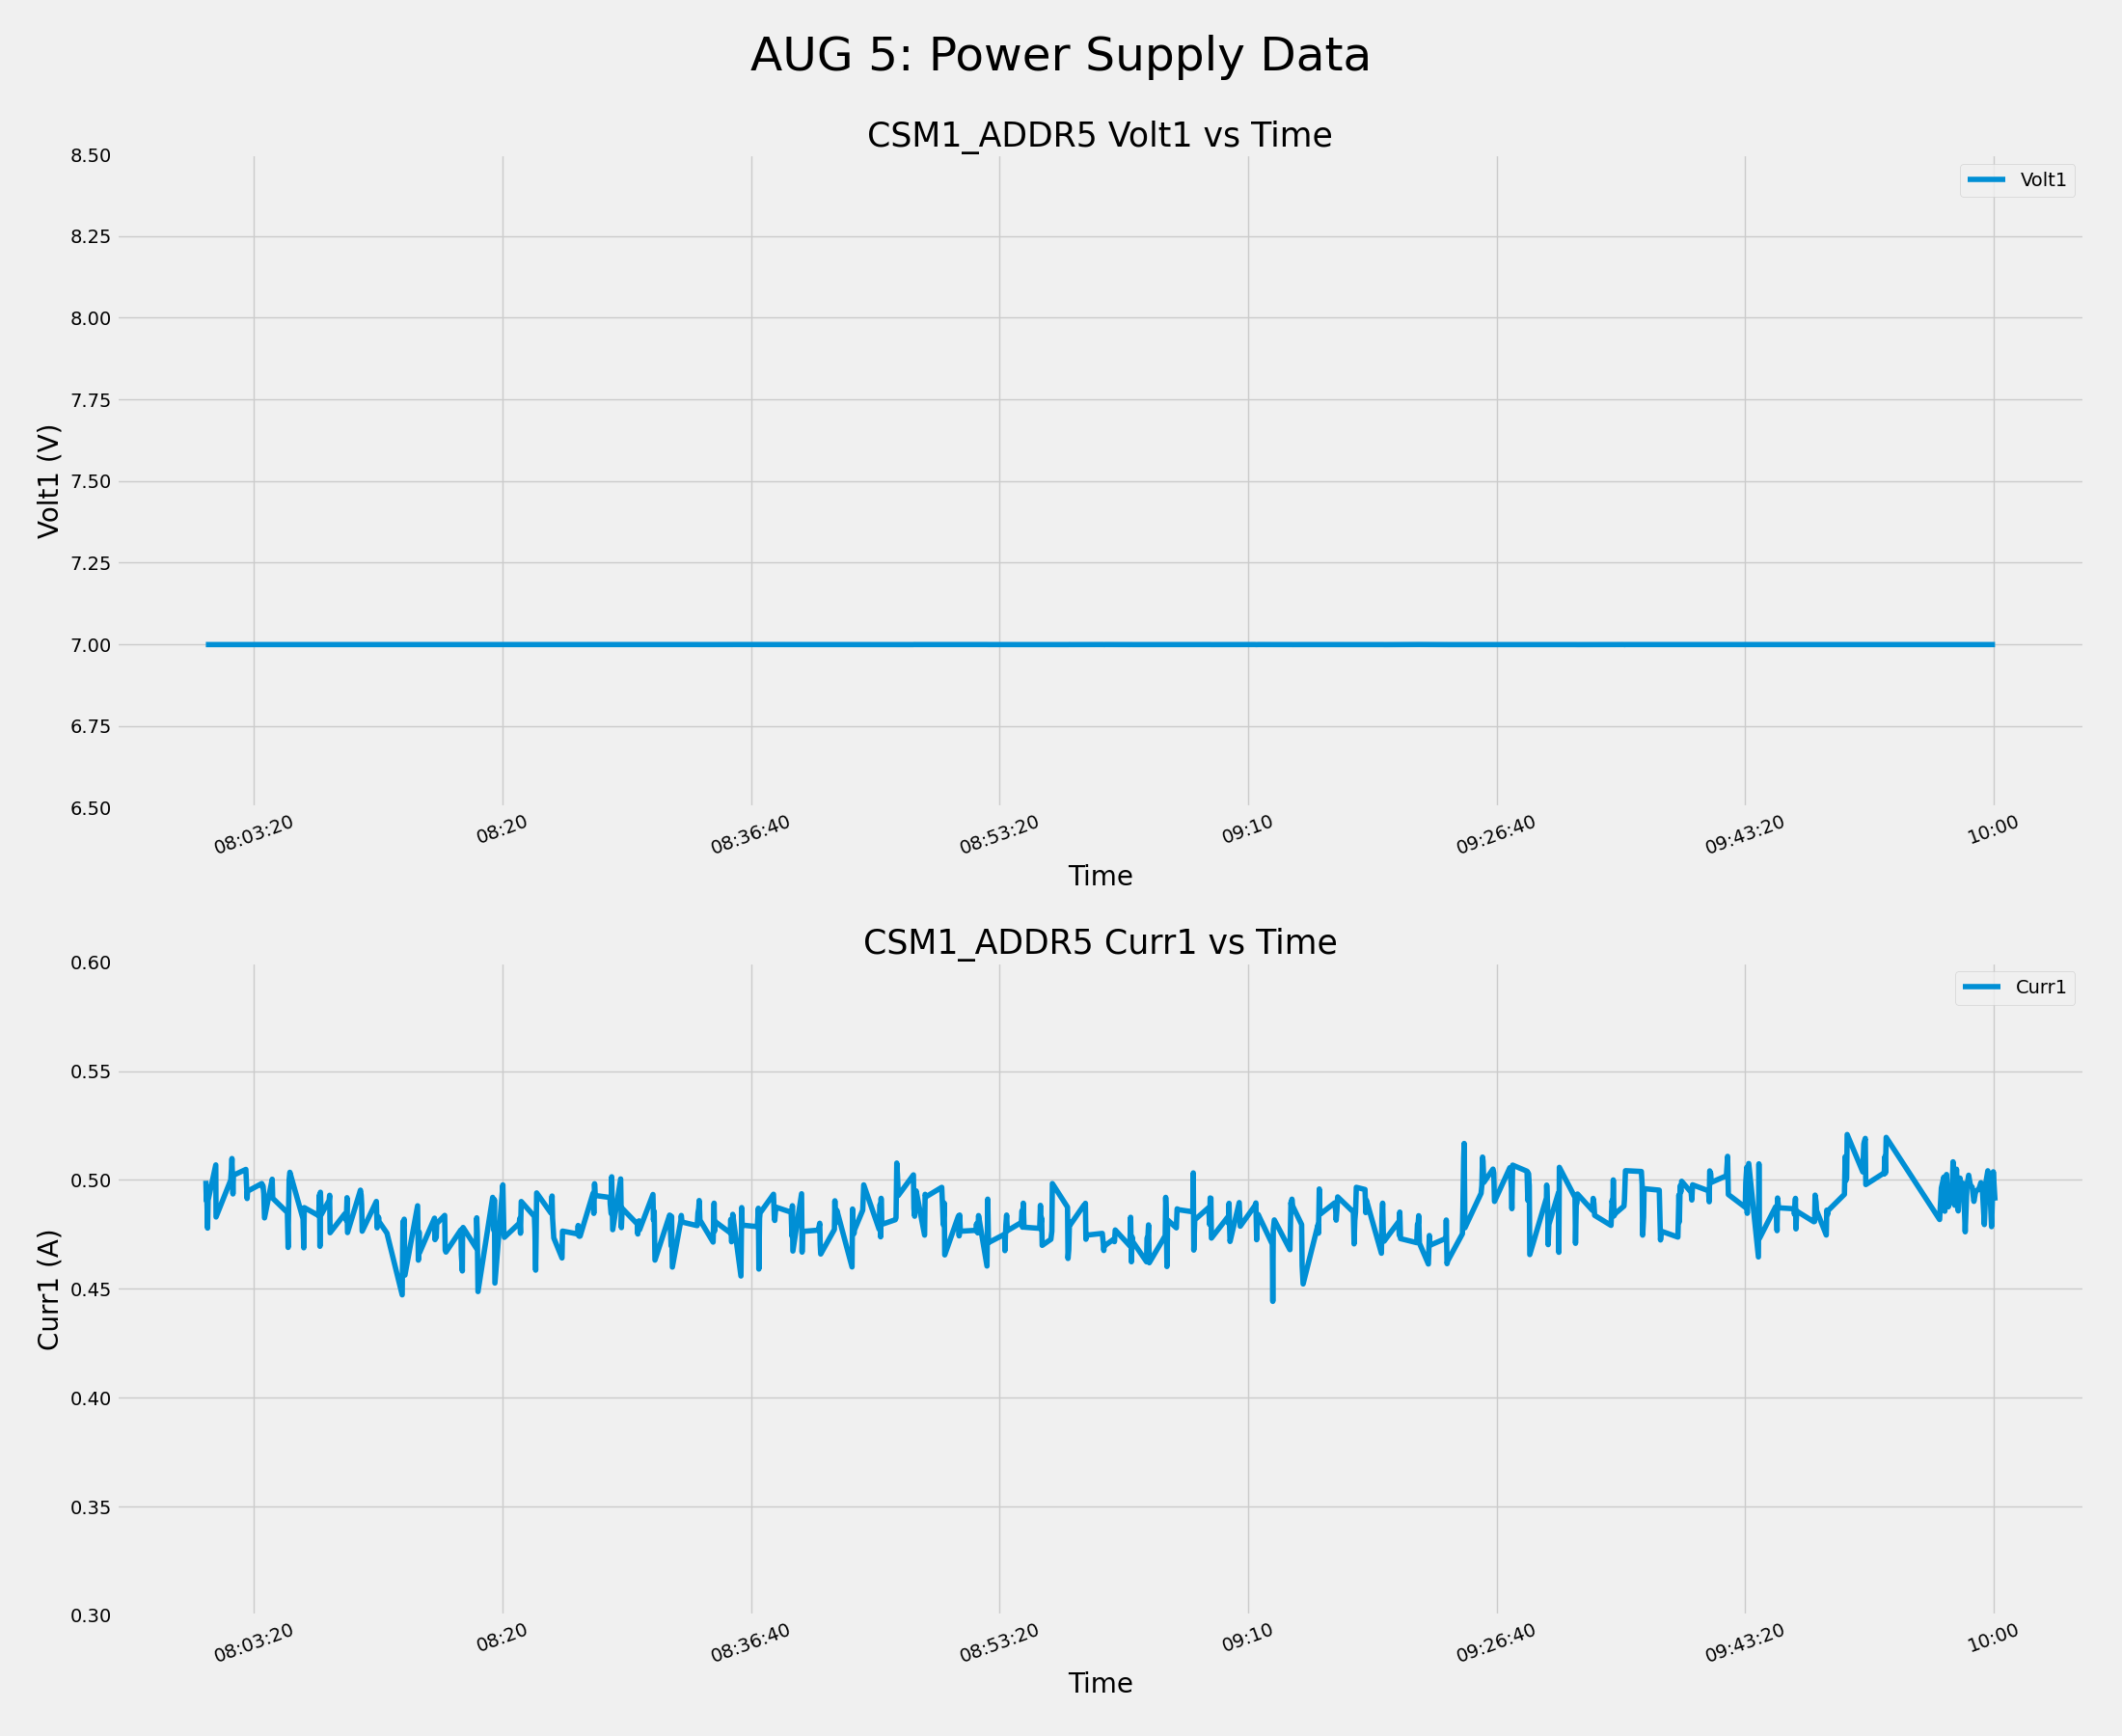 AUG 5: Power Supply Data
CSM1_ADDR5 Volt1 vs Time
Volt1
Volt1 (V)
8.50
8.25
8.00
7.75
7.50
7.25
7.00
6.75
6.50
08:03:20 08:20 08:36:40 08:53:20 09:10 09:26:40 09:43:20 10:00
Time
CSM1_ADDR5 Curr1 vs Time
Curr1
Curr1 (A)
0.60
0.55
0.50
0.45
0.40
0.35
0.30
08:03:20 08:20 08:36:40 08:53:20 09:10 09:26:40 09:43:20 10:00
Time